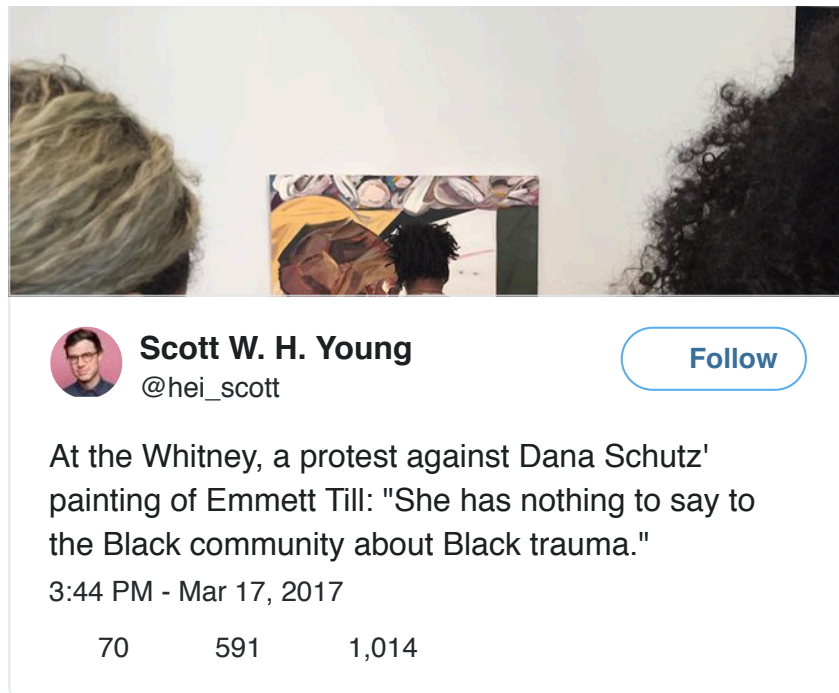 Scott W. H. Young
@hei_scott
Follow
At the Whitney, a protest against Dana Schutz'
painting of Emmett Till: "She has nothing to say to
the Black community about Black trauma."
3:44 PM - Mar 17, 2017
70 591 1,014